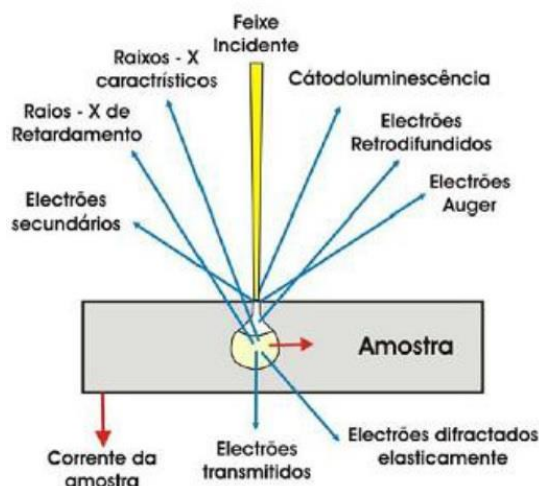 Feixe
Incidente
Raixos - X
caractrísticos
Cátodoluminescência
Raios - X de
Retardamento
Electrões
Retrodifundidos
Electrões
secundários
Electrões
Auger
Amostra
Corrente da
amostra
Electrões
transmitidos
Electrões difractados
elasticamente